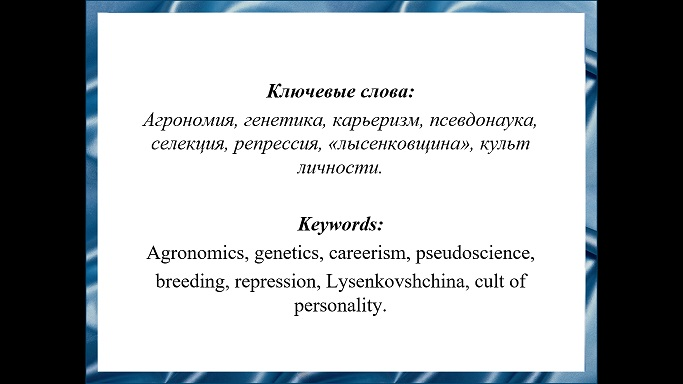 Ключевые слова:
Агрономия, генетика, карьеризм, псевдонаука,
селекция, репрессия, «лысенковщина», культ
личности.
Keywords:
Agronomics, genetics, careerism, pseudoscience,
breeding, repression, Lysenkovshchina, cult of
personality.